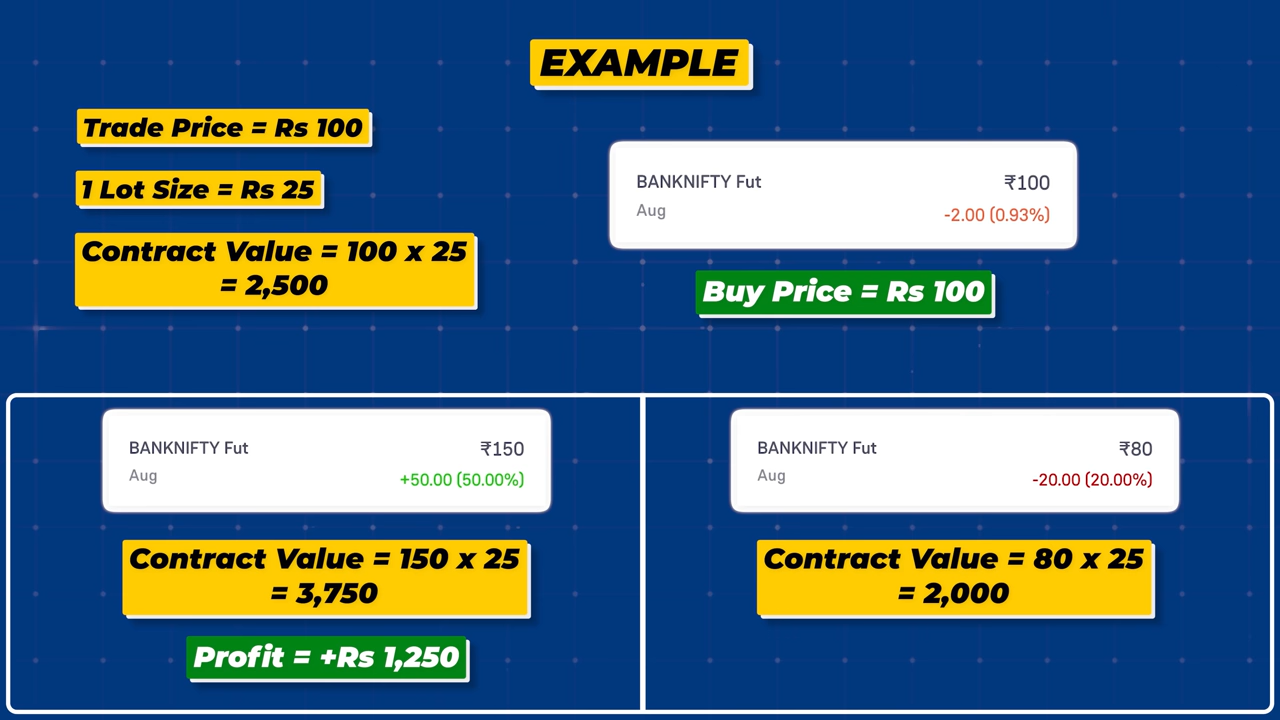 EXAMPLE
Trade Price = Rs 100
1 Lot Size = Rs 25
Contract Value = 100 x 25
= 2,500
BANKNIFTY Fut ₹100
Aug -2.00 (0.93%)
Buy Price = Rs 100
BANKNIFTY Fut ₹150
Aug +50.00 (50.00%)
Contract Value = 150 x 25
= 3,750
Profit = +Rs 1,250
BANKNIFTY Fut ₹80
Aug -20.00 (20.00%)
Contract Value = 80 x 25
= 2,000